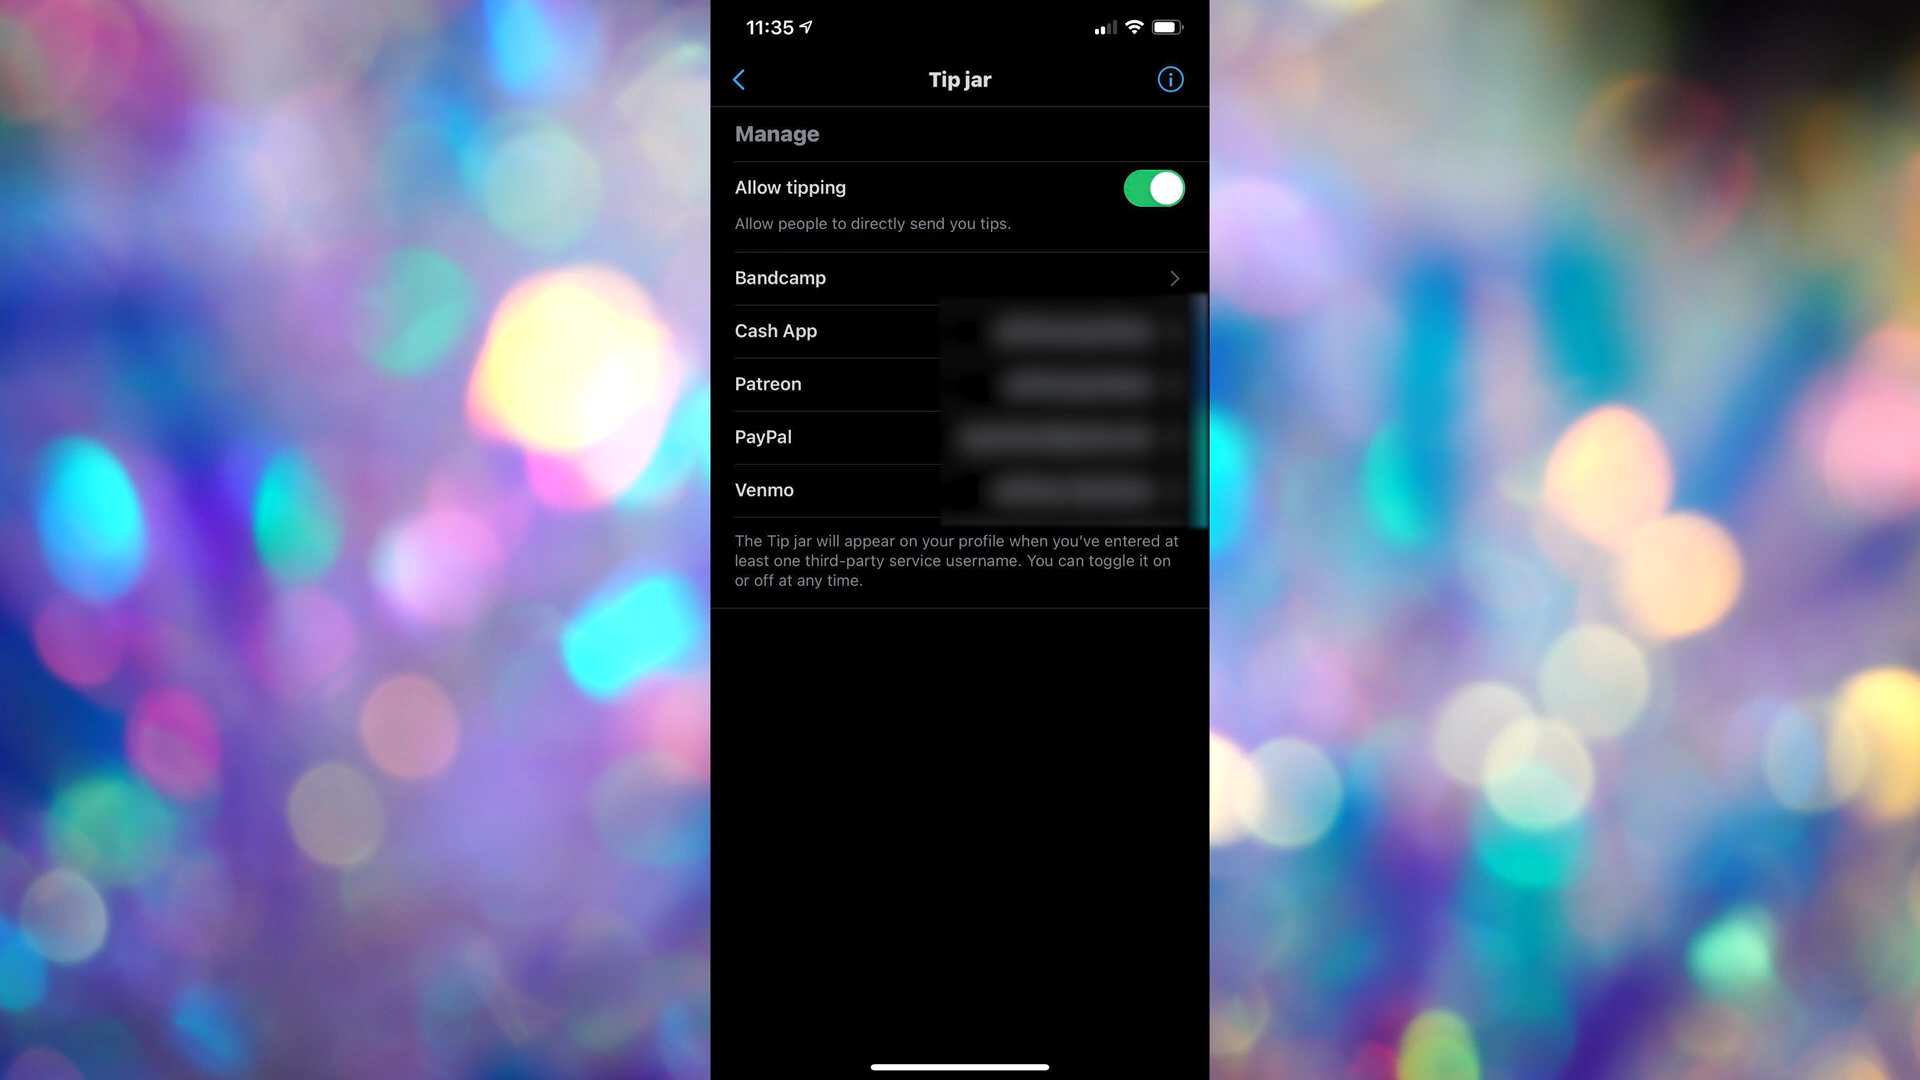 11:35
Tip jar
Manage
Allow tipping
Allow people to directly send you tips.
Bandcamp
Cash App
Patreon
PayPal
Venmo
The Tip jar will appear on your profile when you’ve entered at
least one third-party service username. You can toggle it on
or off at any time.